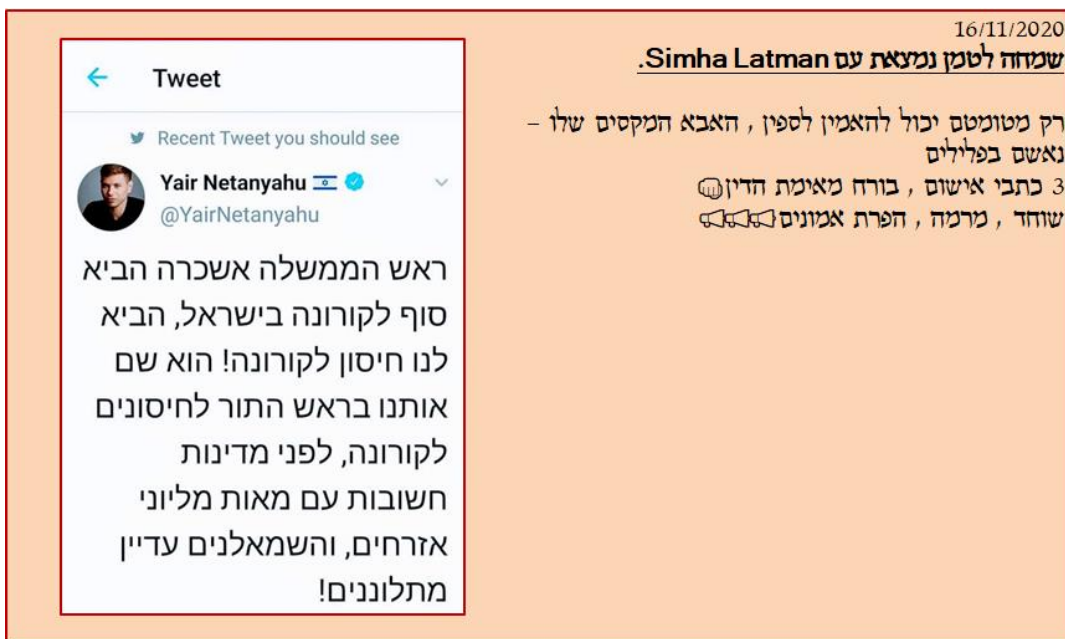 16/11/2020
שמחה לטמן נמצאת עם Simha Latman.
רק מטומטם יכול להאמין לספין , האבא המקסים שלו –
נאשם בפלילים
3 כתבי אישום , בורח מאימת הדין👊
שוחד , מרמה , הפרת אמונים📢📢📢
← Tweet
Recent Tweet you should see
Yair Netanyahu 🇮🇱
@YairNetanyahu
ראש הממשלה אשכרה הביא
סוף לקורונה בישראל, הביא
לנו חיסון לקורונה! הוא שם
אותנו בראש התור לחיסונים
לקורונה, לפני מדינות
חשובות עם מאות מליוני
אזרחים, והשמאלנים עדיין
מתלוננים!